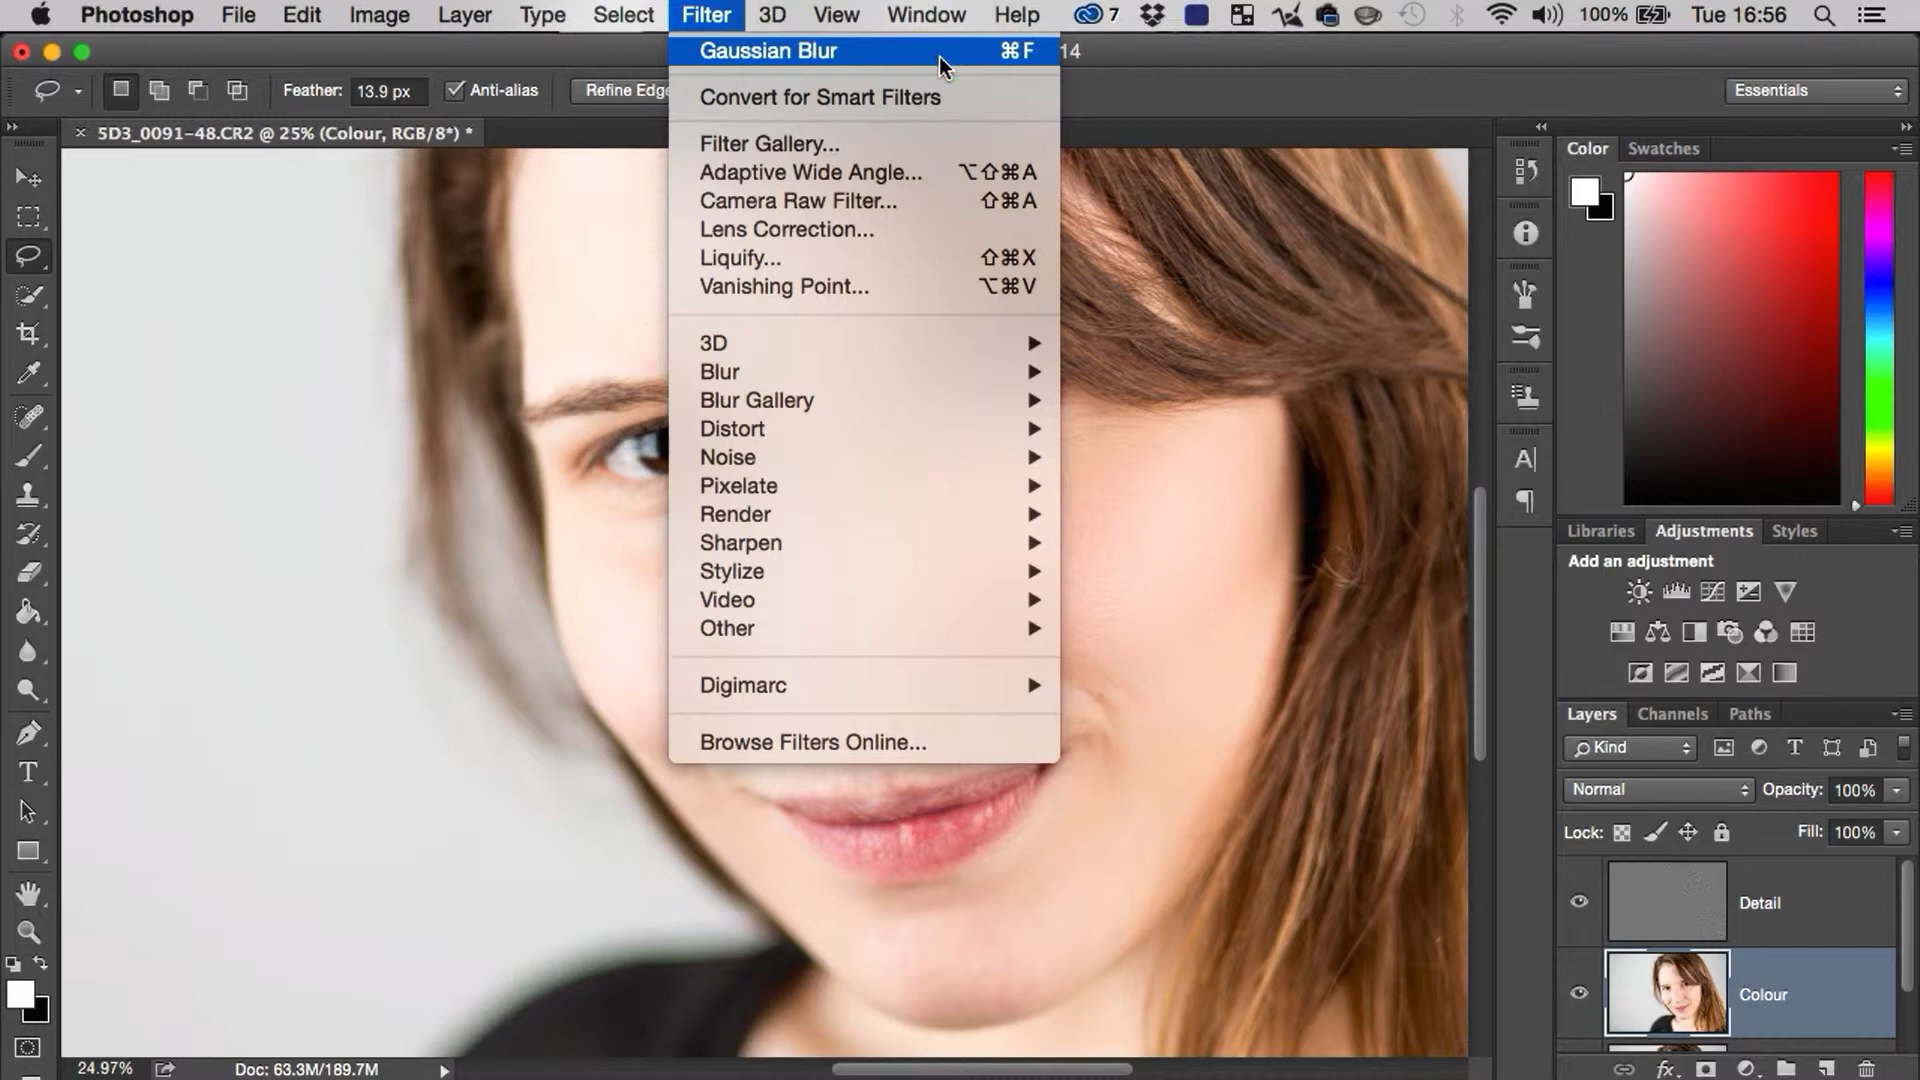 Photoshop File Edit Image Layer Type Select Filter 3D View Window Help 7 100% Tue 16:56
14
Feather: 13.9 px Anti-alias Refine Edge Essentials
× 5D3_0091-48.CR2 @ 25% (Colour, RGB/8*) *
Gaussian Blur ⌘F
Convert for Smart Filters
Filter Gallery...
Adaptive Wide Angle... ⌥⇧⌘A
Camera Raw Filter... ⇧⌘A
Lens Correction...
Liquify... ⇧⌘X
Vanishing Point... ⌥⌘V
3D
Blur
Blur Gallery
Distort
Noise
Pixelate
Render
Sharpen
Stylize
Video
Other
Digimarc
Browse Filters Online...
Color Swatches
Libraries Adjustments Styles
Add an adjustment
Layers Channels Paths
Kind
Normal Opacity: 100%
Lock: Fill: 100%
Detail
Colour
24.97% Doc: 63.3M/189.7M